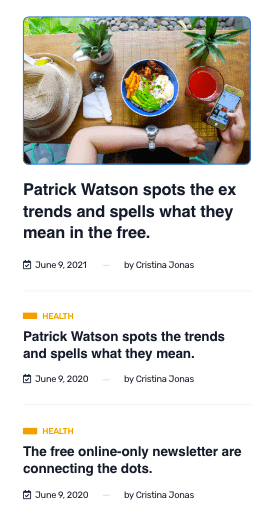 Patrick Watson spots the ex
trends and spells what they
mean in the free.
June 9, 2021 — by Cristina Jonas
HEALTH
Patrick Watson spots the trends
and spells what they mean.
June 9, 2020 — by Cristina Jonas
HEALTH
The free online-only newsletter are
connecting the dots.
June 9, 2020 — by Cristina Jonas